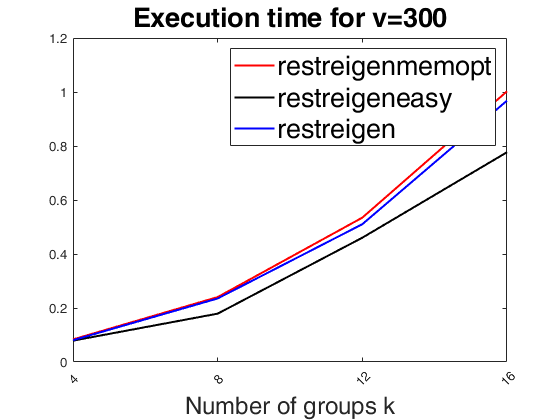 Execution time for v=300
1.2
1
0.8
0.6
0.4
0.2
0
restreigenmemopt
restreigeneasy
restreigen
4 8 12 16
Number of groups k